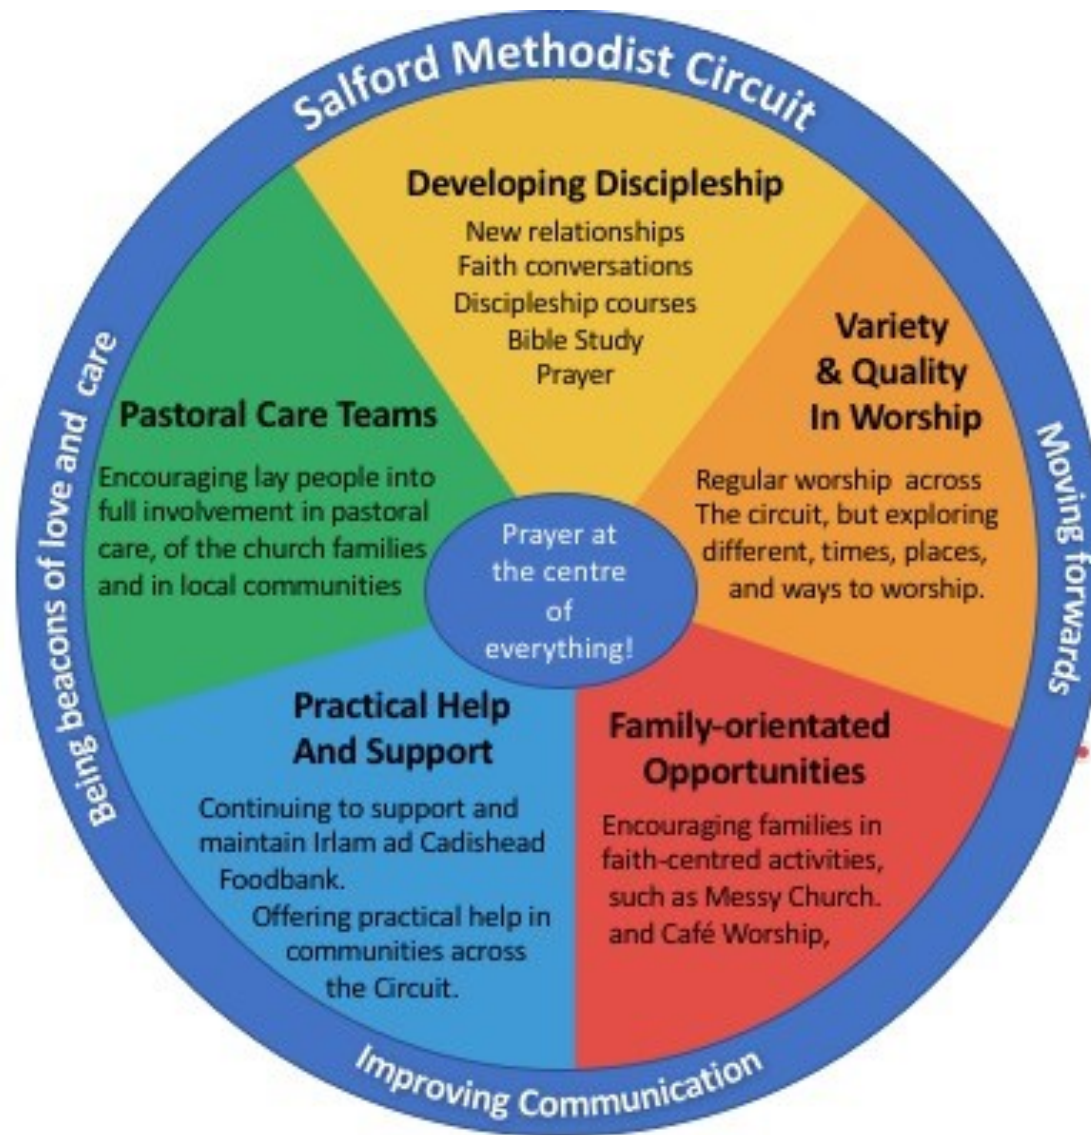 Salford Methodist Circuit
Developing Discipleship
New relationships
Faith conversations
Discipleship courses
Bible Study
Prayer
Variety
& Quality
In Worship
Regular worship across
The circuit, but exploring
different, times, places,
and ways to worship.
Moving forwards
Family-orientated
Opportunities
Encouraging families in
faith-centred activities,
such as Messy Church.
and Café Worship,
Improving Communication
Practical Help
And Support
Continuing to support and
maintain Irlam ad Cadishead
Foodbank.
Offering practical help in
communities across
the Circuit.
Being beacons of love and care
Pastoral Care Teams
Encouraging lay people into
full involvement in pastoral
care, of the church families
and in local communities
Prayer at
the centre
of
everything!